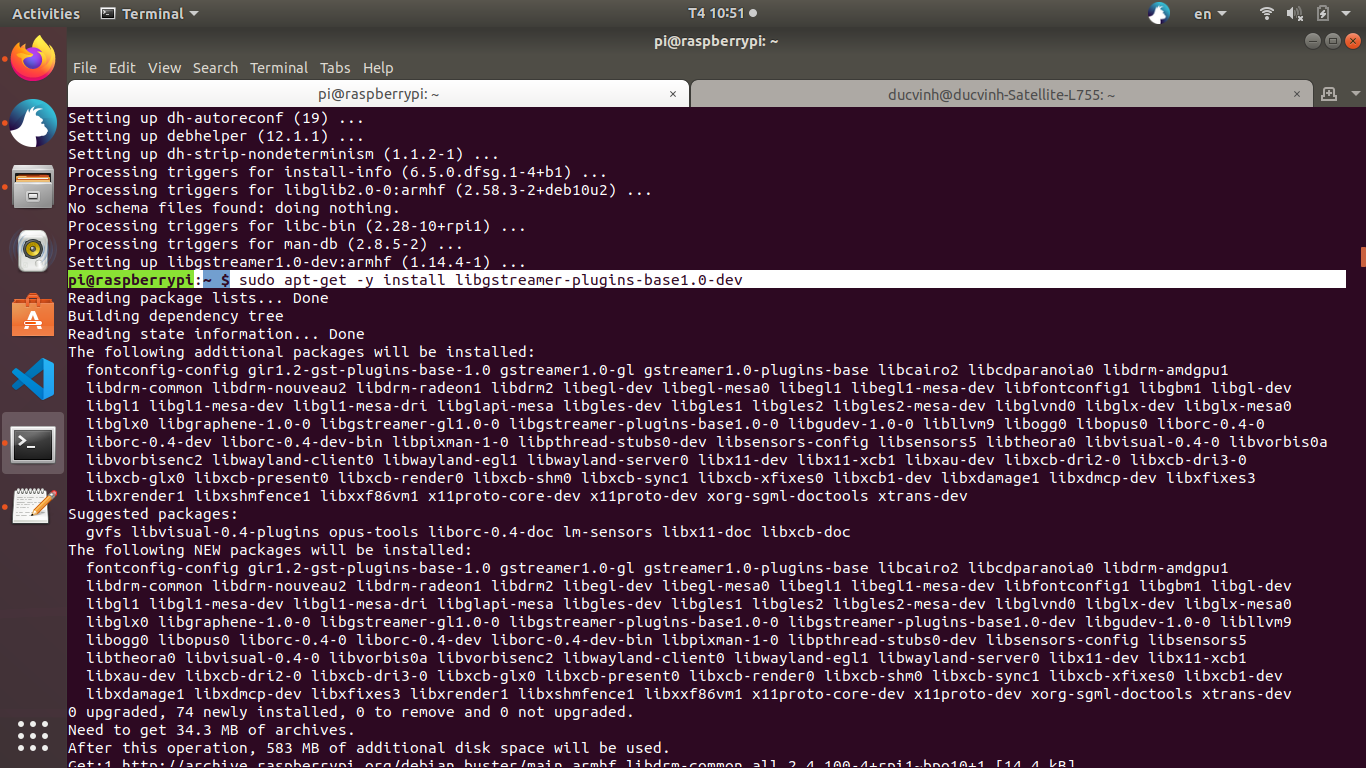 Activities Terminal T4 10:51 en
pi@raspberrypi: ~
File Edit View Search Terminal Tabs Help
pi@raspberrypi: ~ × ducvinh@ducvinh-Satellite-L755: ~ ×
Setting up dh-autoreconf (19) ...
Setting up debhelper (12.1.1) ...
Setting up dh-strip-nondeterminism (1.1.2-1) ...
Processing triggers for install-info (6.5.0.dfsg.1-4+b1) ...
Processing triggers for libglib2.0-0:armhf (2.58.3-2+deb10u2) ...
No schema files found: doing nothing.
Processing triggers for libc-bin (2.28-10+rpi1) ...
Processing triggers for man-db (2.8.5-2) ...
Setting up libgstreamer1.0-dev:armhf (1.14.4-1) ...
pi@raspberrypi:~ $ sudo apt-get -y install libgstreamer-plugins-base1.0-dev
Reading package lists... Done
Building dependency tree
Reading state information... Done
The following additional packages will be installed:
fontconfig-config gir1.2-gst-plugins-base-1.0 gstreamer1.0-gl gstreamer1.0-plugins-base libcairo2 libcdparanoia0 libdrm-amdgpu1
libdrm-common libdrm-nouveau2 libdrm-radeon1 libdrm2 libegl-dev libegl-mesa0 libegl1 libegl1-mesa-dev libfontconfig1 libgbm1 libgl-dev
libgl1 libgl1-mesa-dev libgl1-mesa-dri libglapi-mesa libgles-dev libgles1 libgles2 libgles2-mesa-dev libglvnd0 libglx-dev libglx-mesa0
libglx0 libgraphene-1.0-0 libgstreamer-gl1.0-0 libgstreamer-plugins-base1.0-0 libgudev-1.0-0 libllvm9 libogg0 libopus0 liborc-0.4-0
liborc-0.4-dev liborc-0.4-dev-bin libpixman-1-0 libpthread-stubs0-dev libsensors-config libsensors5 libtheora0 libvisual-0.4-0 libvorbis0a
libvorbisenc2 libwayland-client0 libwayland-egl1 libwayland-server0 libx11-dev libx11-xcb1 libxau-dev libxcb-dri2-0 libxcb-dri3-0
libxcb-glx0 libxcb-present0 libxcb-render0 libxcb-shm0 libxcb-sync1 libxcb-xfixes0 libxcb1-dev libxdamage1 libxdmcp-dev libxfixes3
libxrender1 libxshmfence1 libxxf86vm1 x11proto-core-dev x11proto-dev xorg-sgml-doctools xtrans-dev
Suggested packages:
gvfs libvisual-0.4-plugins opus-tools liborc-0.4-doc lm-sensors libx11-doc libxcb-doc
The following NEW packages will be installed:
fontconfig-config gir1.2-gst-plugins-base-1.0 gstreamer1.0-gl gstreamer1.0-plugins-base libcairo2 libcdparanoia0 libdrm-amdgpu1
libdrm-common libdrm-nouveau2 libdrm-radeon1 libdrm2 libegl-dev libegl-mesa0 libegl1 libegl1-mesa-dev libfontconfig1 libgbm1 libgl-dev
libgl1 libgl1-mesa-dev libgl1-mesa-dri libglapi-mesa libgles-dev libgles1 libgles2 libgles2-mesa-dev libglvnd0 libglx-dev libglx-mesa0
libglx0 libgraphene-1.0-0 libgstreamer-gl1.0-0 libgstreamer-plugins-base1.0-0 libgstreamer-plugins-base1.0-dev libgudev-1.0-0 libllvm9
libogg0 libopus0 liborc-0.4-0 liborc-0.4-dev liborc-0.4-dev-bin libpixman-1-0 libpthread-stubs0-dev libsensors-config libsensors5
libtheora0 libvisual-0.4-0 libvorbis0a libvorbisenc2 libwayland-client0 libwayland-egl1 libwayland-server0 libx11-dev libx11-xcb1
libxau-dev libxcb-dri2-0 libxcb-dri3-0 libxcb-glx0 libxcb-present0 libxcb-render0 libxcb-shm0 libxcb-sync1 libxcb-xfixes0 libxcb1-dev
libxdamage1 libxdmcp-dev libxfixes3 libxrender1 libxshmfence1 libxxf86vm1 x11proto-core-dev x11proto-dev xorg-sgml-doctools xtrans-dev
0 upgraded, 74 newly installed, 0 to remove and 0 not upgraded.
Need to get 34.3 MB of archives.
After this operation, 583 MB of additional disk space will be used.
Get:1 http://archive.raspberrypi.org/debian buster/main armhf libdrm-common all 2.4.100-4+rpi1~bpo10+1 [14.4 kB]